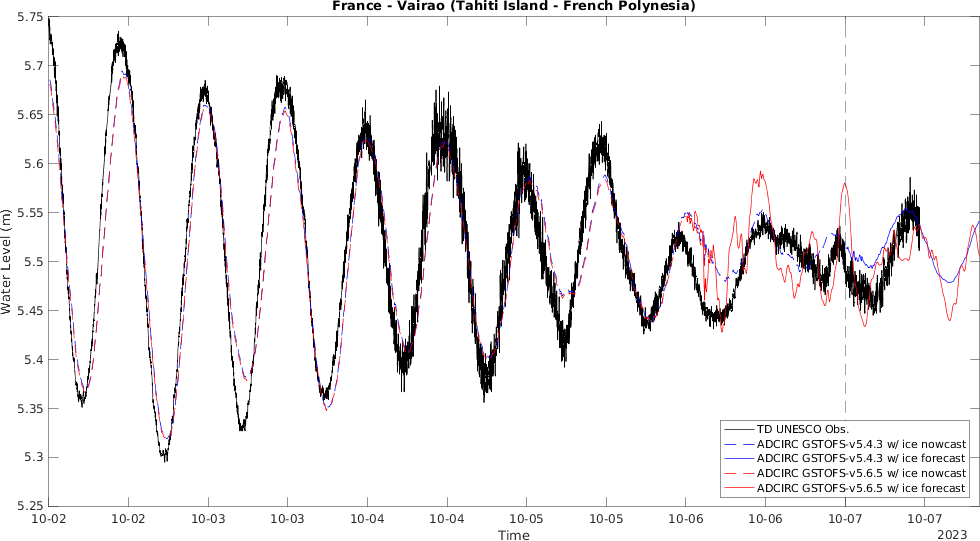 France - Vairao (Tahiti Island - French Polynesia)
5.75
5.7
5.65
5.6
5.55
5.5
5.45
5.4
5.35
5.3
5.25
Water Level (m)
TD UNESCO Obs.
ADCIRC GSTOFS-v5.4.3 w/ ice nowcast
ADCIRC GSTOFS-v5.4.3 w/ ice forecast
ADCIRC GSTOFS-v5.6.5 w/ ice nowcast
ADCIRC GSTOFS-v5.6.5 w/ ice forecast
10-02 10-02 10-03 10-03 10-04 10-04 10-05 10-05 10-06 10-06 10-07 10-07
Time
2023